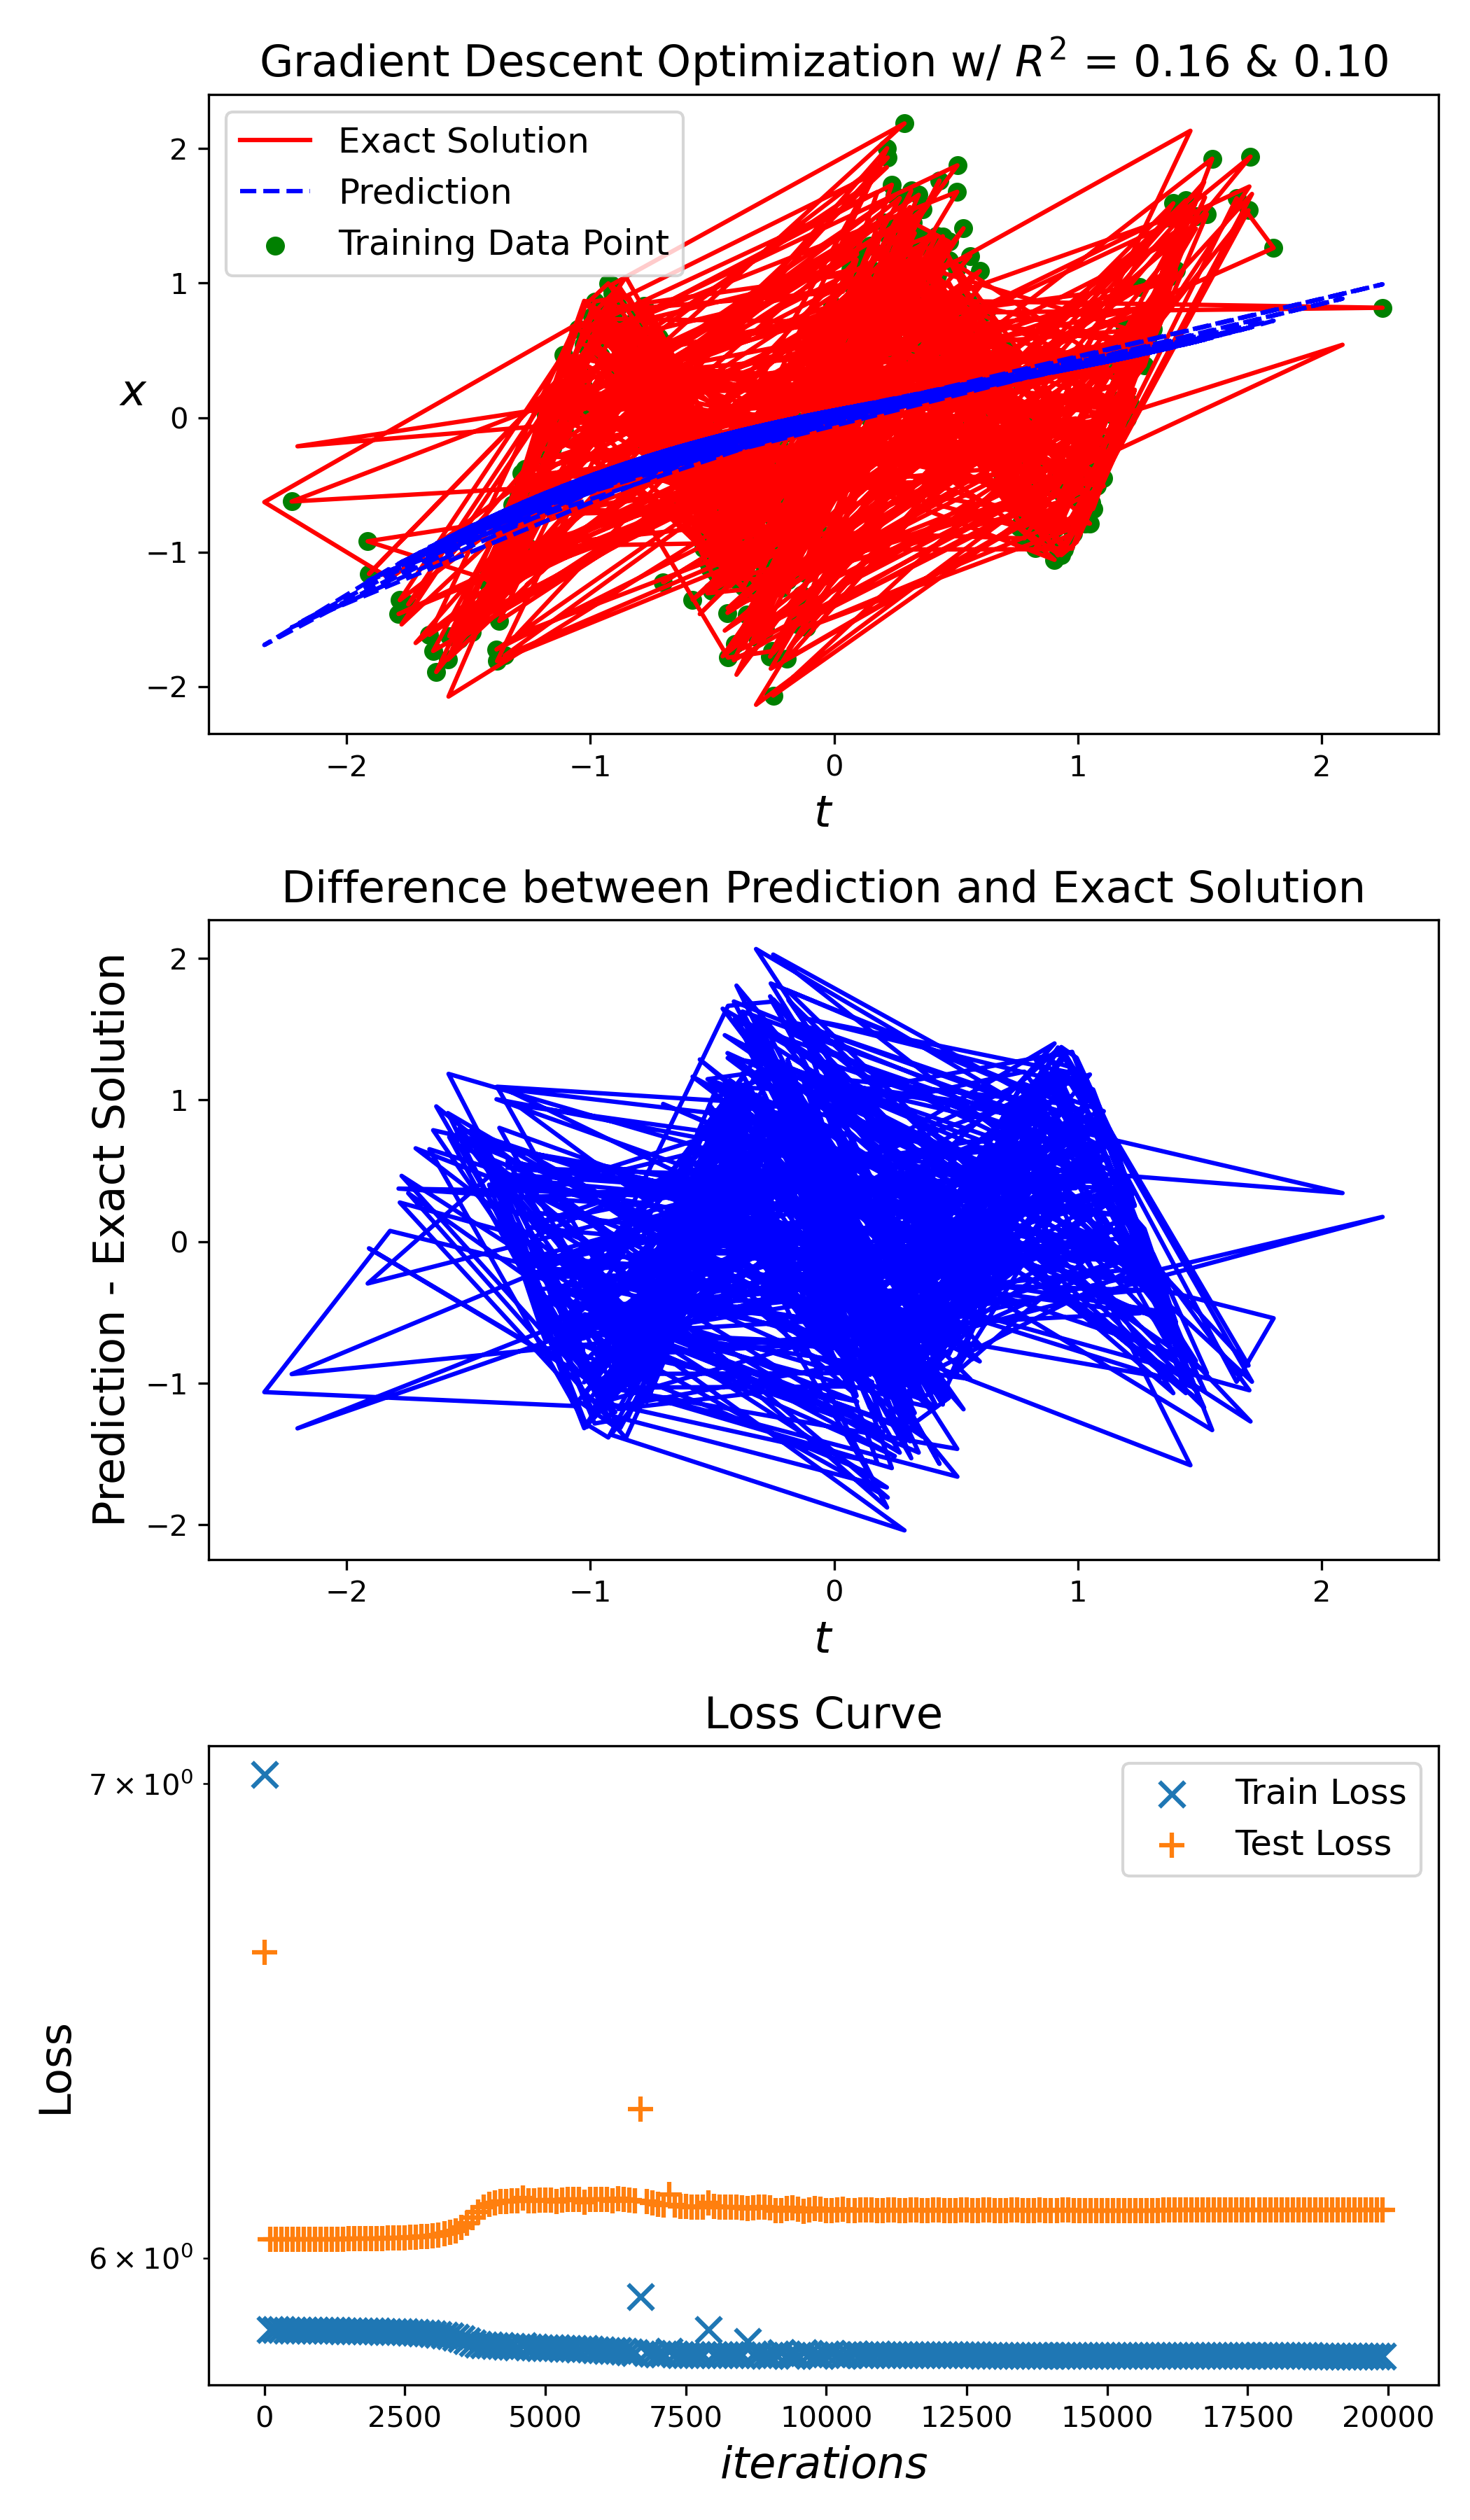 Gradient Descent Optimization w/ $R^2$ = 0.16 & 0.10
Exact Solution
Prediction
Training Data Point
2
1
0
−1
−2
x
−2 −1 0 1 2
t
Difference between Prediction and Exact Solution
2
1
0
−1
−2
Prediction - Exact Solution
−2 −1 0 1 2
t
Loss Curve
Train Loss
Test Loss
7 × 10⁰
6 × 10⁰
Loss
0 2500 5000 7500 10000 12500 15000 17500 20000
iterations